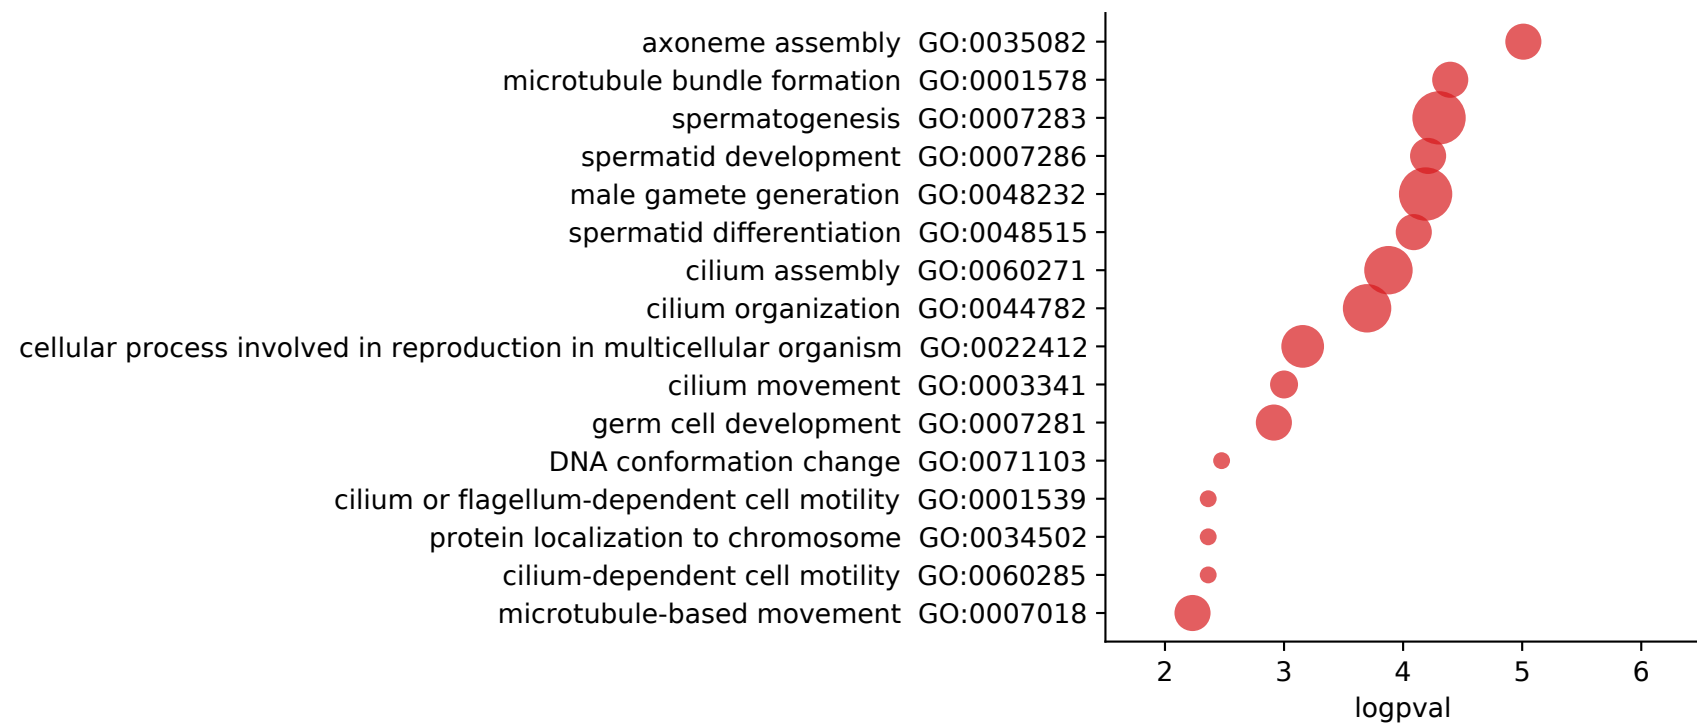 axoneme assembly GO:0035082
microtubule bundle formation GO:0001578
spermatogenesis GO:0007283
spermatid development GO:0007286
male gamete generation GO:0048232
spermatid differentiation GO:0048515
cilium assembly GO:0060271
cilium organization GO:0044782
cellular process involved in reproduction in multicellular organism GO:0022412
cilium movement GO:0003341
germ cell development GO:0007281
DNA conformation change GO:0071103
cilium or flagellum-dependent cell motility GO:0001539
protein localization to chromosome GO:0034502
cilium-dependent cell motility GO:0060285
microtubule-based movement GO:0007018
2 3 4 5 6
logpval